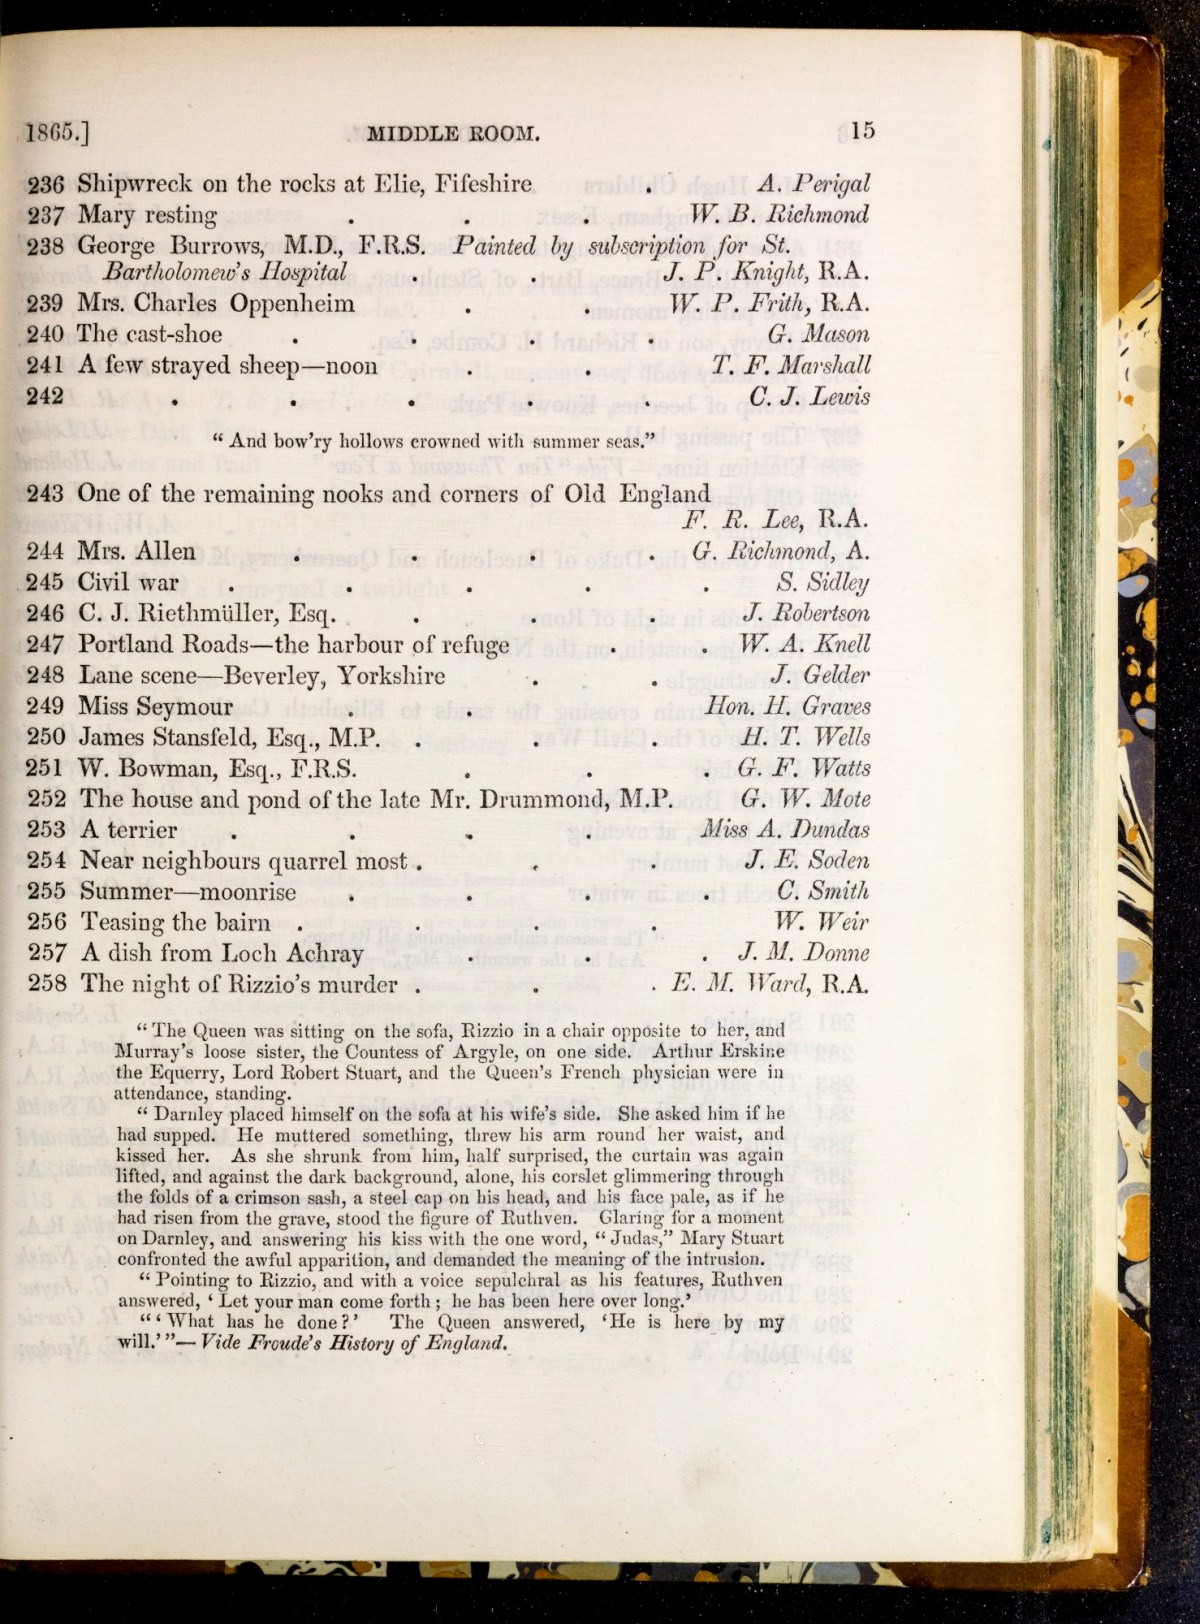 1865.] MIDDLE ROOM. 15
236 Shipwreck on the rocks at Elie, Fifeshire . A. Perigal
237 Mary resting . . . W. B. Richmond
238 George Burrows, M.D., F.R.S. Painted by subscription for St.
Bartholomew's Hospital . . J. P. Knight, R.A.
239 Mrs. Charles Oppenheim . . W. P. Frith, R.A.
240 The cast-shoe . . . . G. Mason
241 A few strayed sheep—noon . . T. F. Marshall
242 . . . . . C. J. Lewis
“ And bow'ry hollows crowned with summer seas.”
243 One of the remaining nooks and corners of Old England
F. R. Lee, R.A.
244 Mrs. Allen . . . . G. Richmond, A.
245 Civil war . . . . . S. Sidley
246 C. J. Riethmüller, Esq. . . . J. Robertson
247 Portland Roads—the harbour of refuge . . W. A. Knell
248 Lane scene—Beverley, Yorkshire . . J. Gelder
249 Miss Seymour . . Hon. H. Graves
250 James Stansfeld, Esq., M.P. . . . H. T. Wells
251 W. Bowman, Esq., F.R.S. . . . G. F. Watts
252 The house and pond of the late Mr. Drummond, M.P. G. W. Mote
253 A terrier . . . . Miss A. Dundas
254 Near neighbours quarrel most . . . J. E. Soden
255 Summer—moonrise . . . . C. Smith
256 Teasing the bairn . . . . W. Weir
257 A dish from Loch Achray . . . J. M. Donne
258 The night of Rizzio's murder . . . E. M. Ward, R.A.
“ The Queen was sitting on the sofa, Rizzio in a chair opposite to her, and
Murray's loose sister, the Countess of Argyle, on one side. Arthur Erskine
the Equerry, Lord Robert Stuart, and the Queen's French physician were in
attendance, standing.
“ Darnley placed himself on the sofa at his wife's side. She asked him if he
had supped. He muttered something, threw his arm round her waist, and
kissed her. As she shrunk from him, half surprised, the curtain was again
lifted, and against the dark background, alone, his corslet glimmering through
the folds of a crimson sash, a steel cap on his head, and his face pale, as if he
had risen from the grave, stood the figure of Ruthven. Glaring for a moment
on Darnley, and answering his kiss with the one word, “ Judas,” Mary Stuart
confronted the awful apparition, and demanded the meaning of the intrusion.
“ Pointing to Rizzio, and with a voice sepulchral as his features, Ruthven
answered, ‘ Let your man come forth ; he has been here over long.’
“ ‘ What has he done ?’ The Queen answered, ‘He is here by my
will.’ ”— Vide Froude's History of England.